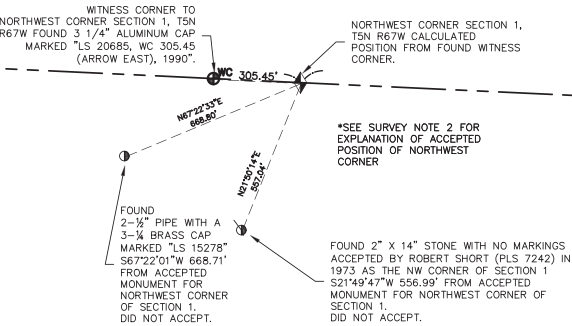 WITNESS CORNER TO
NORTHWEST CORNER SECTION 1, T5N
R67W FOUND 3 1/4" ALUMINUM CAP
MARKED "LS 20685, WC 305.45
(ARROW EAST), 1990".
NORTHWEST CORNER SECTION 1,
T5N R67W CALCULATED
POSITION FROM FOUND WITNESS
CORNER.
WC 305.45'
N67°22'33"E
668.80'
N21°50'14"E
557.04'
*SEE SURVEY NOTE 2 FOR
EXPLANATION OF ACCEPTED
POSITION OF NORTHWEST
CORNER
FOUND
2-½" PIPE WITH A
3-¼ BRASS CAP
MARKED "LS 15278"
S67°22'01"W 668.71'
FROM ACCEPTED
MONUMENT FOR
NORTHWEST CORNER
OF SECTION 1.
DID NOT ACCEPT.
FOUND 2" X 14" STONE WITH NO MARKINGS
ACCEPTED BY ROBERT SHORT (PLS 7242) IN
1973 AS THE NW CORNER OF SECTION 1
S21°49'47"W 556.99' FROM ACCEPTED
MONUMENT FOR NORTHWEST CORNER OF
SECTION 1.
DID NOT ACCEPT.